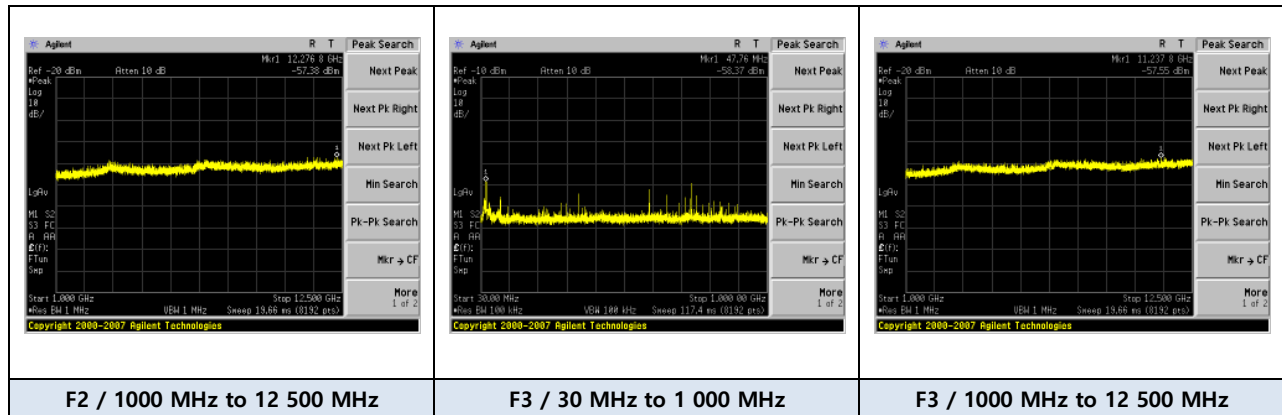 Agilent R T Peak Search
Mkr1 12.276 8 GHz
Ref -20 dBm Atten 10 dB -57.38 dBm
•Peak
Log
10
dB/
1
LgAv
M1 S2
S3 FC
A AA
£(f):
FTun
Swp
Start 1.000 GHz Stop 12.500 GHz
•Res BW 1 MHz VBW 1 MHz Sweep 19.66 ms (8192 pts)
Copyright 2000-2007 Agilent Technologies
Next Peak
Next Pk Right
Next Pk Left
Min Search
Pk-Pk Search
Mkr → CF
More
1 of 2
F2 / 1000 MHz to 12 500 MHz
Agilent R T Peak Search
Mkr1 47.76 MHz
Ref -10 dBm Atten 10 dB -58.37 dBm
•Peak
Log
10
dB/
1
LgAv
M1 S2
S3 FC
A AA
£(f):
FTun
Swp
Start 30.00 MHz Stop 1.000 00 GHz
•Res BW 100 kHz VBW 100 kHz Sweep 117.4 ms (8192 pts)
Copyright 2000-2007 Agilent Technologies
Next Peak
Next Pk Right
Next Pk Left
Min Search
Pk-Pk Search
Mkr → CF
More
1 of 2
F3 / 30 MHz to 1 000 MHz
Agilent R T Peak Search
Mkr1 11.237 8 GHz
Ref -20 dBm Atten 10 dB -57.55 dBm
•Peak
Log
10
dB/
1
LgAv
M1 S2
S3 FC
A AA
£(f):
FTun
Swp
Start 1.000 GHz Stop 12.500 GHz
•Res BW 1 MHz VBW 1 MHz Sweep 19.66 ms (8192 pts)
Copyright 2000-2007 Agilent Technologies
Next Peak
Next Pk Right
Next Pk Left
Min Search
Pk-Pk Search
Mkr → CF
More
1 of 2
F3 / 1000 MHz to 12 500 MHz